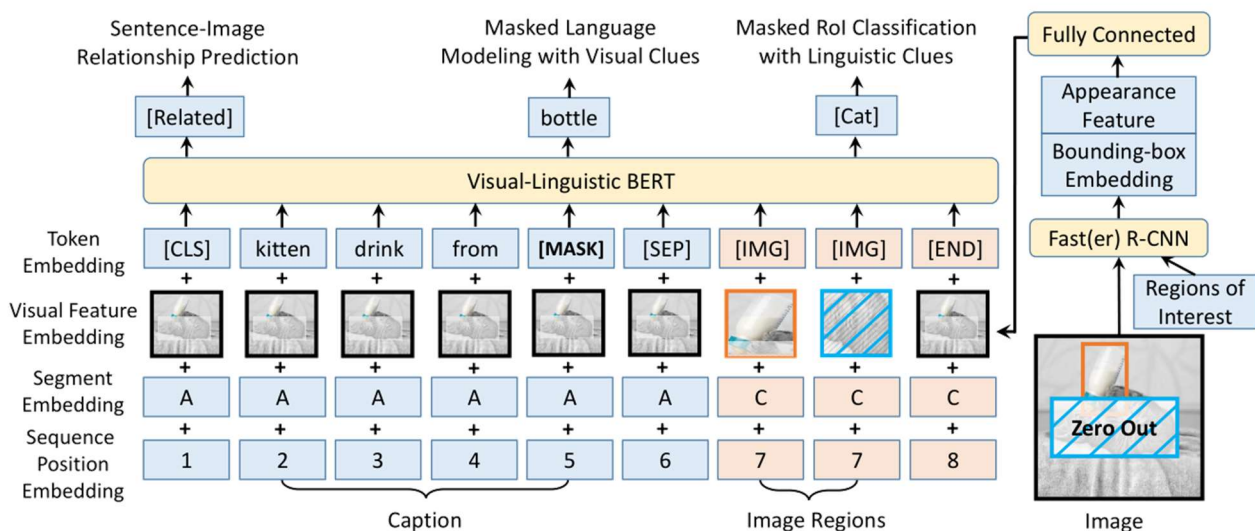 Sentence-Image
Relationship Prediction
Masked Language
Modeling with Visual Clues
Masked RoI Classification
with Linguistic Clues
Fully Connected
[Related]
bottle
[Cat]
Appearance
Feature
Visual-Linguistic BERT
Bounding-box
Embedding
Token
Embedding
[CLS]
kitten
drink
from
[MASK]
[SEP]
[IMG]
[IMG]
[END]
Fast(er) R-CNN
+ + + + + + + + +
Visual Feature
Embedding
Regions of
Interest
+ + + + + + + + +
Segment
Embedding
A A A A A A C C C
Zero Out
+ + + + + + + + +
Sequence
Position
Embedding
1 2 3 4 5 6 7 7 8
Caption
Image Regions
Image